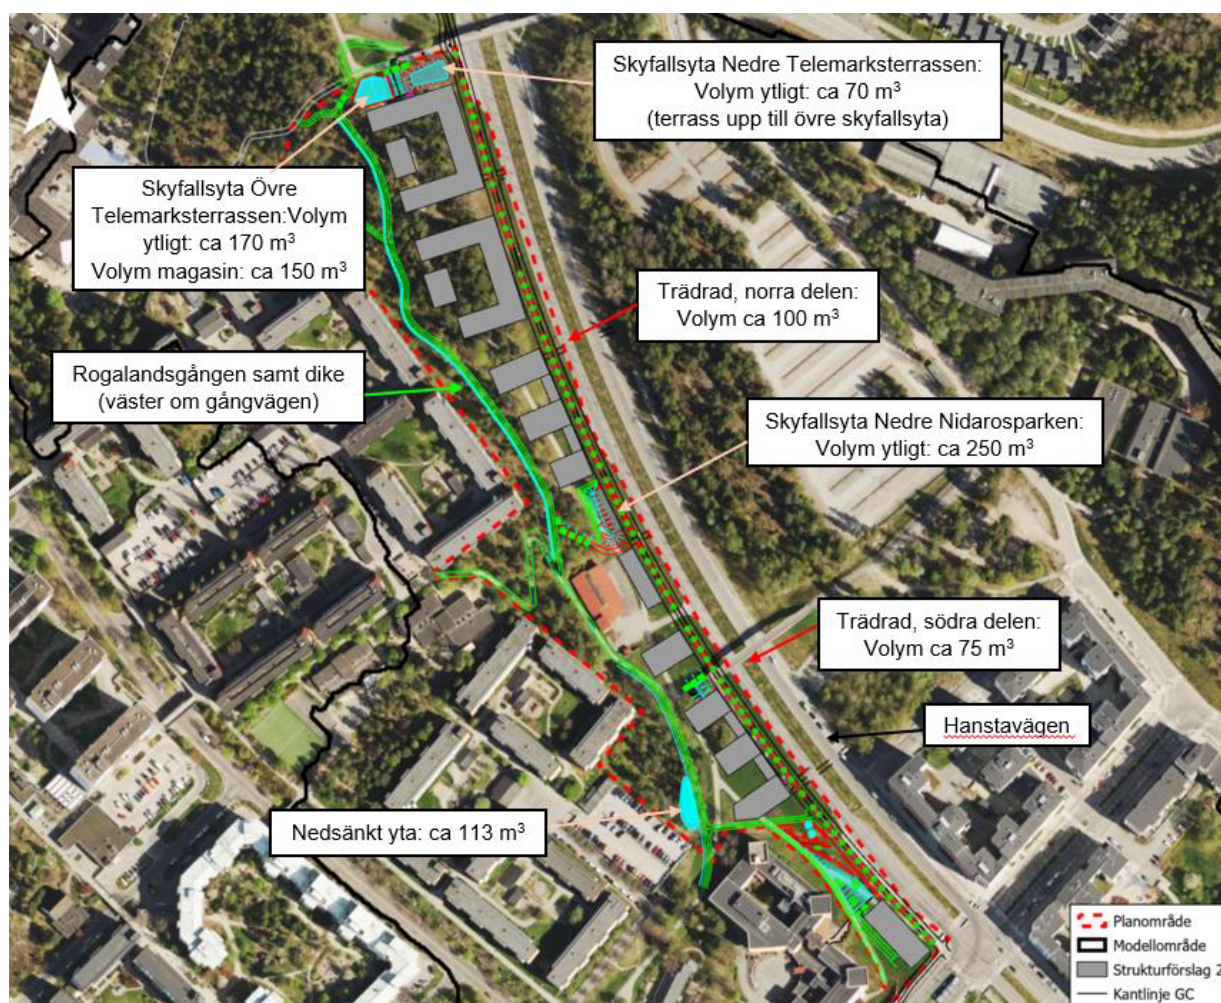 N
Skyfallsyta Nedre Telemarksterrassen:
Volym ytligt: ca 70 m³
(terrass upp till övre skyfallsyta)
Skyfallsyta Övre
Telemarksterrassen:Volym
ytligt: ca 170 m³
Volym magasin: ca 150 m³
Trädrad, norra delen:
Volym ca 100 m³
Rogalandsgången samt dike
(väster om gångvägen)
Skyfallsyta Nedre Nidarosparken:
Volym ytligt: ca 250 m³
Trädrad, södra delen:
Volym ca 75 m³
Hanstavägen
Nedsänkt yta: ca 113 m³
Planområde
Modellområde
Strukturförslag 2
Kantlinje GC